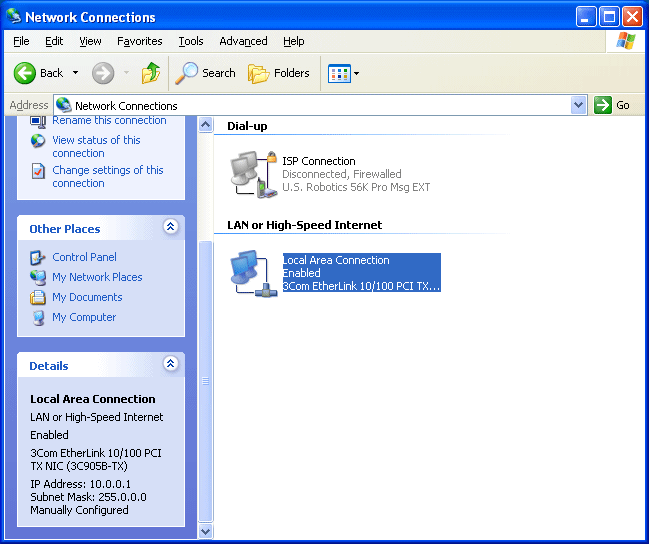 Network Connections
File Edit View Favorites Tools Advanced Help
Back Search Folders
Address Network Connections Go
Rename this connection
View status of this
connection
Change settings of this
connection
Other Places
Control Panel
My Network Places
My Documents
My Computer
Details
Local Area Connection
LAN or High-Speed Internet
Enabled
3Com EtherLink 10/100 PCI
TX NIC (3C905B-TX)
IP Address: 10.0.0.1
Subnet Mask: 255.0.0.0
Manually Configured
Dial-up
ISP Connection
Disconnected, Firewalled
U.S. Robotics 56K Pro Msg EXT
LAN or High-Speed Internet
Local Area Connection
Enabled
3Com EtherLink 10/100 PCI TX...